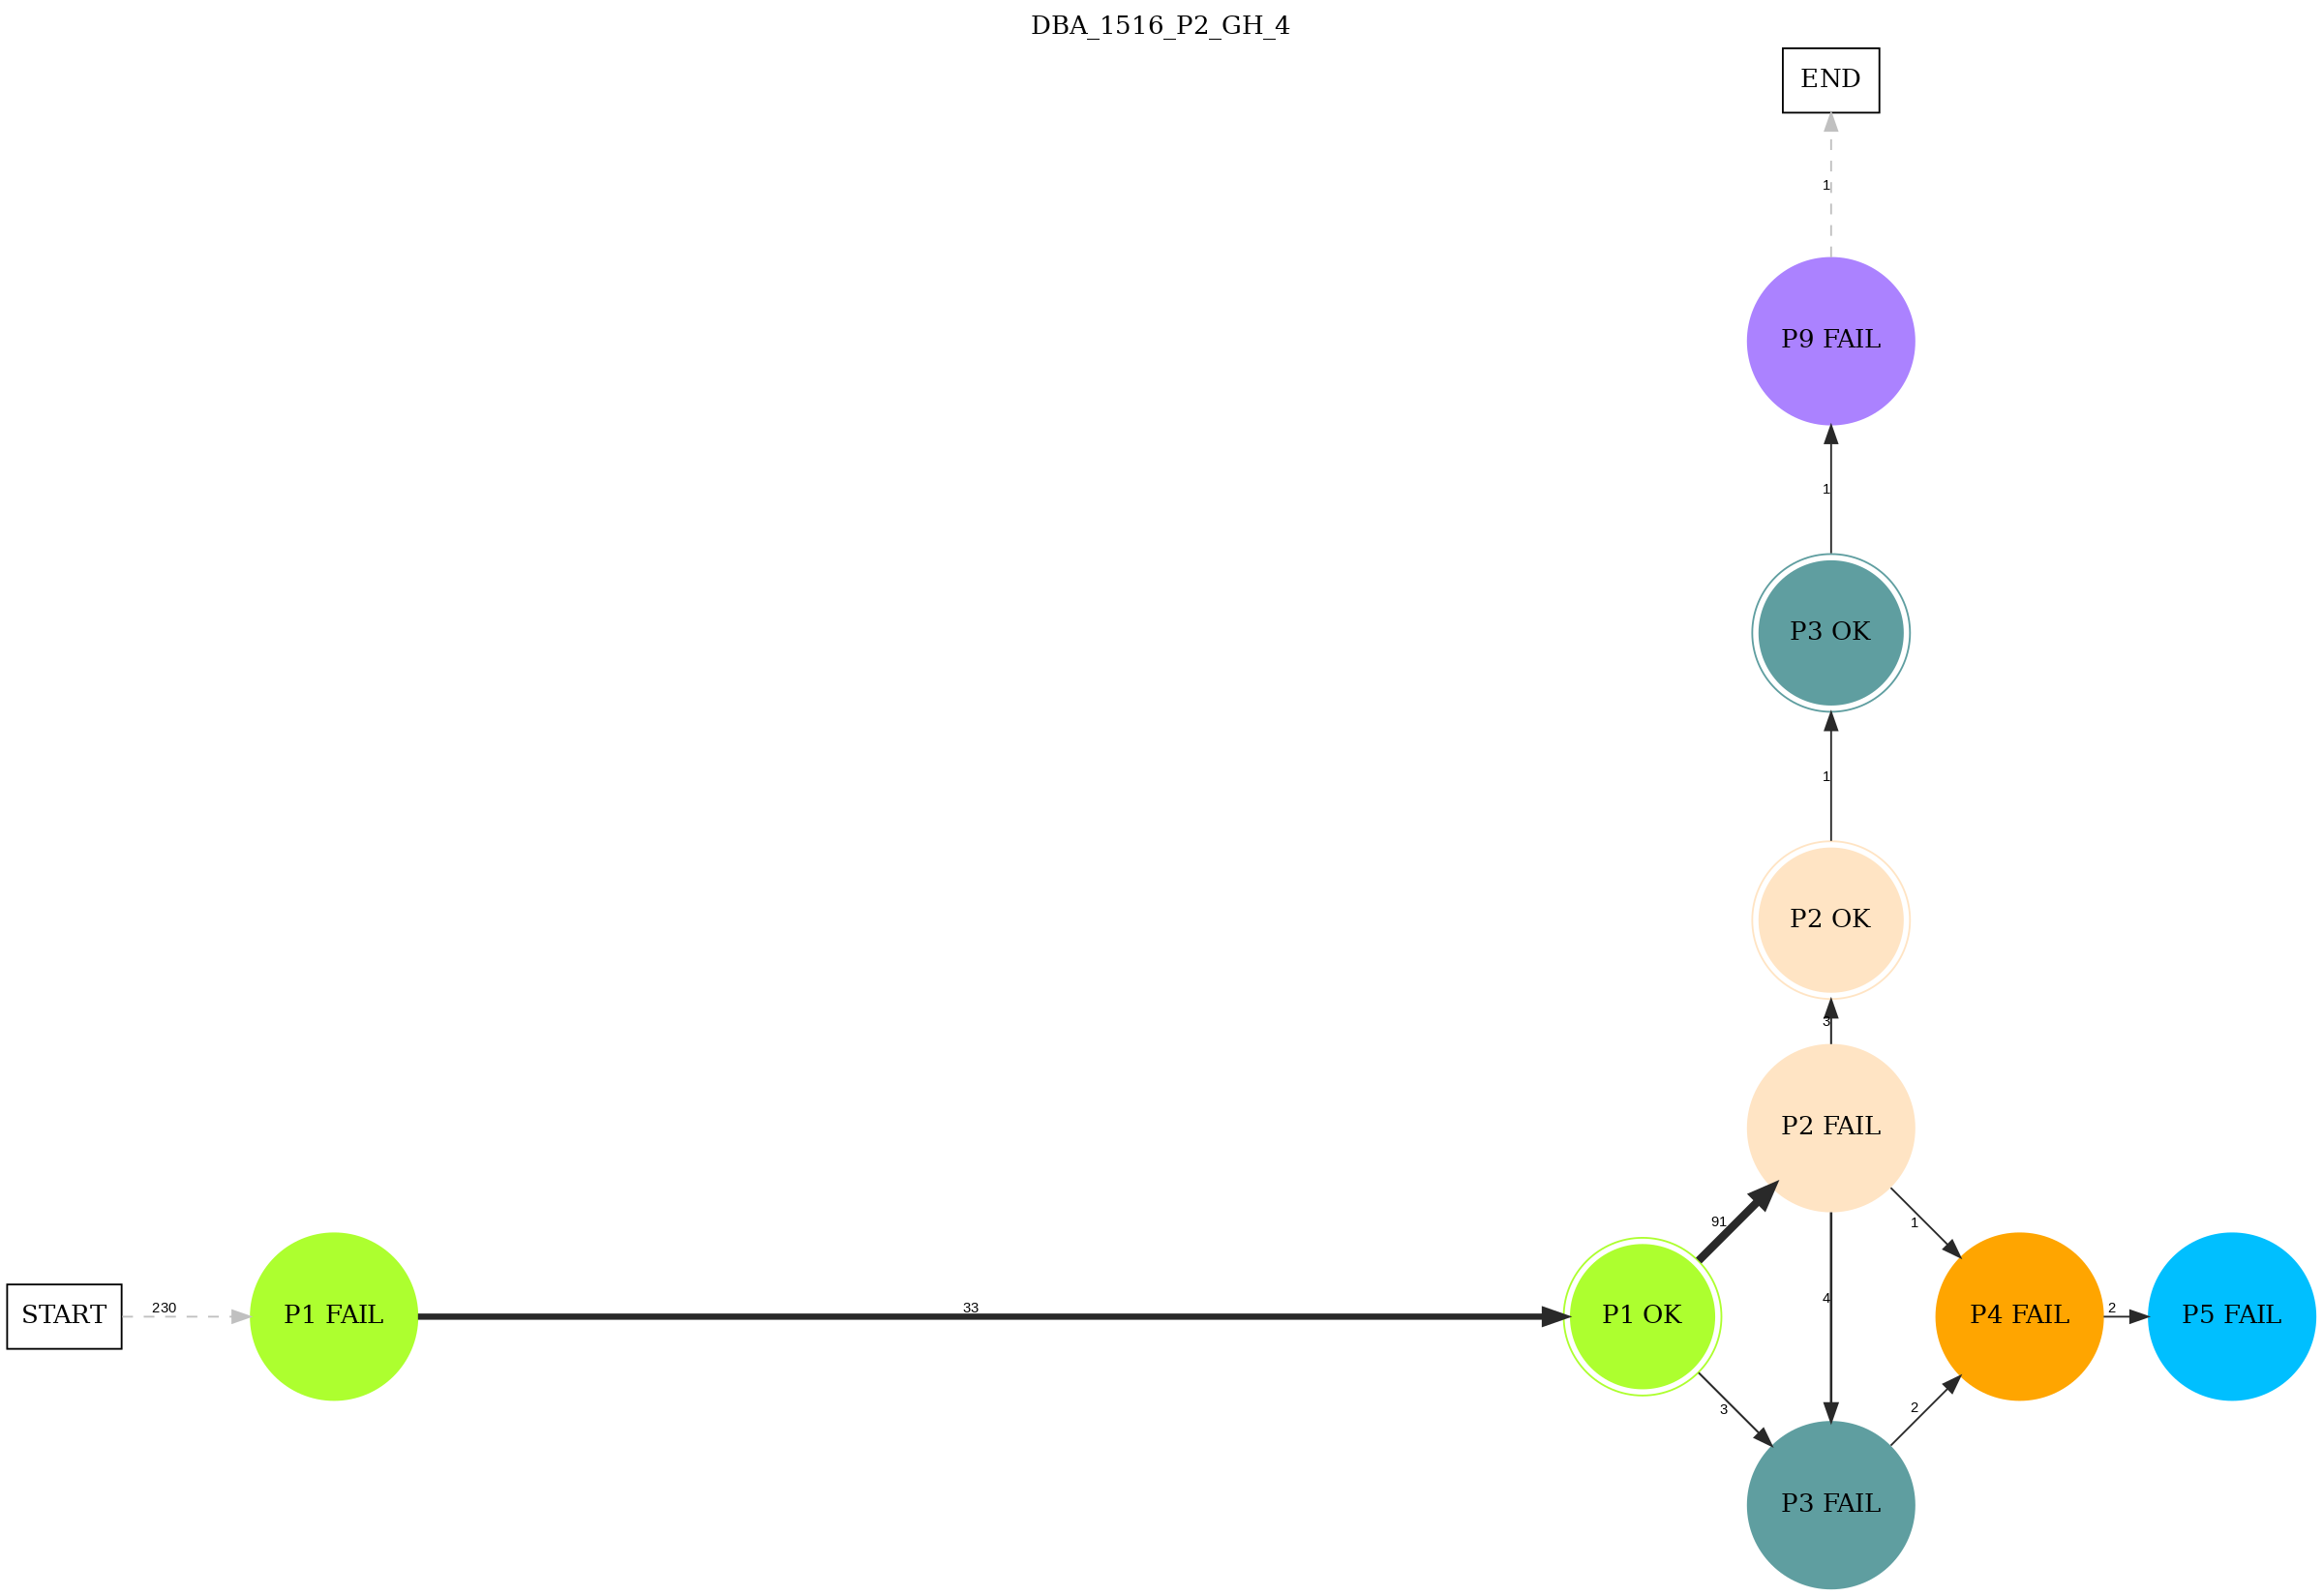 DBA_1516_P2_GH_4
END
1
P9 FAIL
1
P3 OK
1
P2 OK
3
P2 FAIL
91
1
4
START
230
P1 FAIL
33
P1 OK
P4 FAIL
2
P5 FAIL
3
2
P3 FAIL